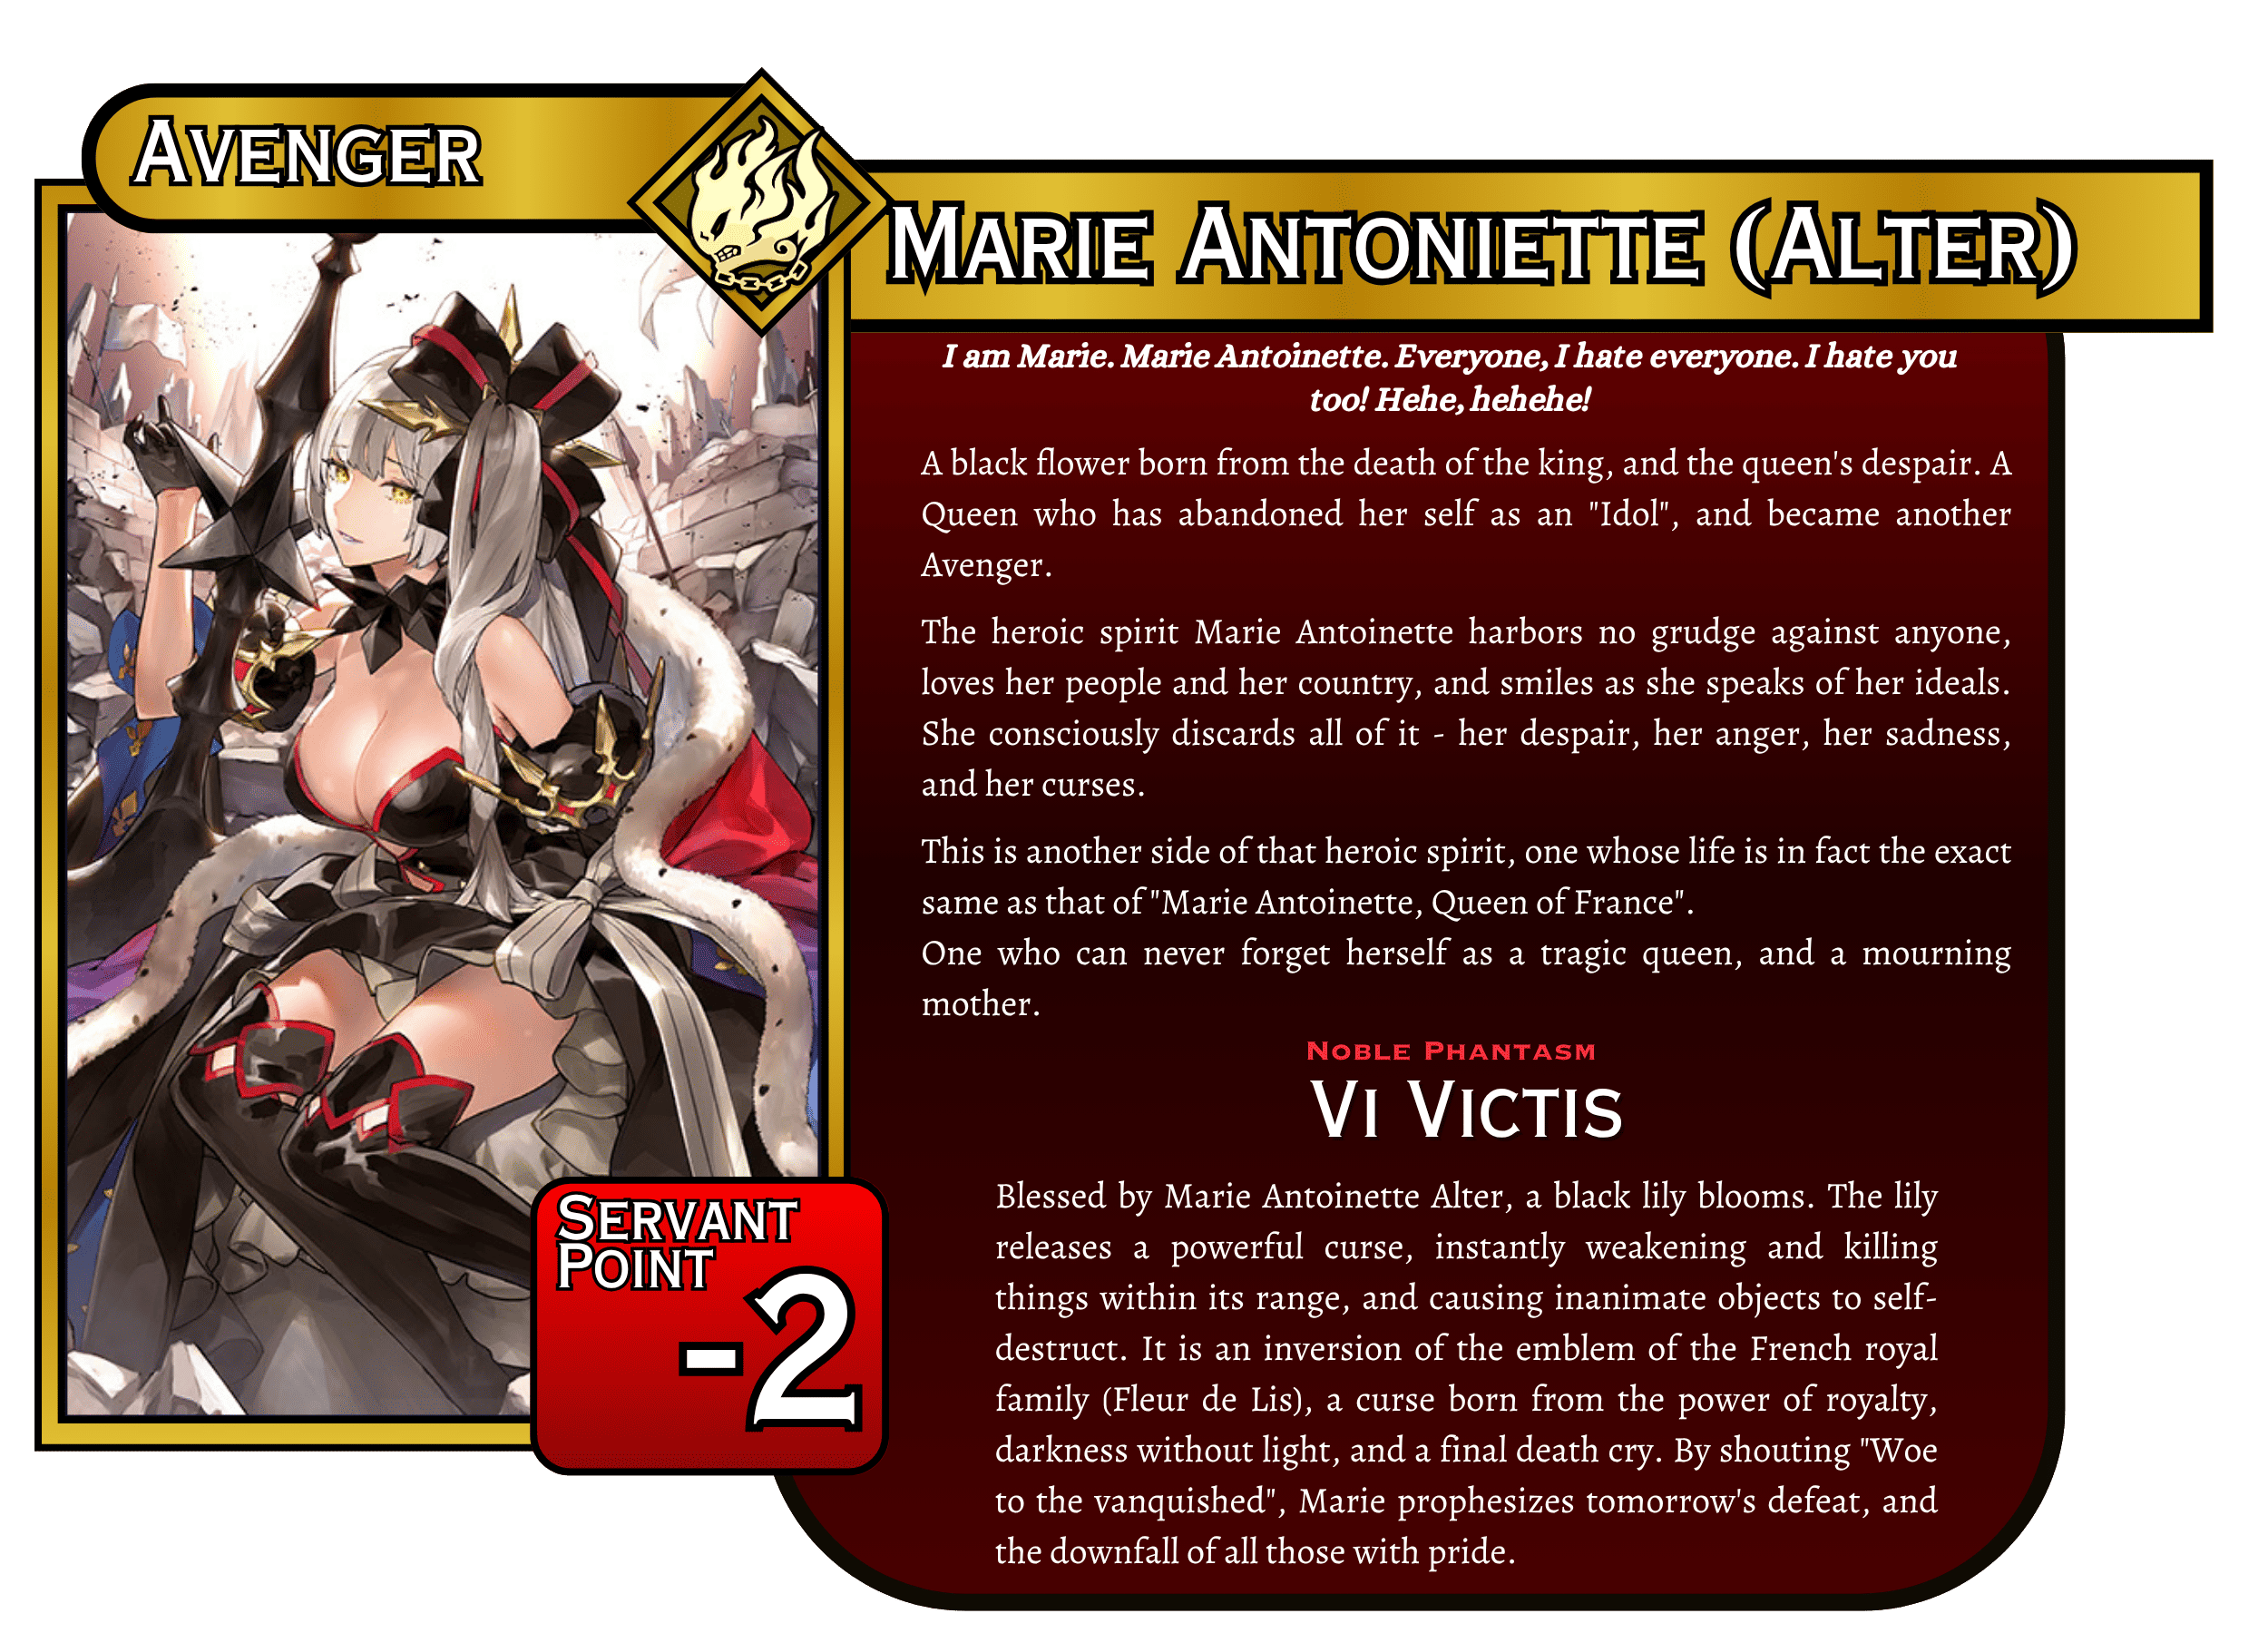 AVENGER
MARIE ANTONIETTE (ALTER)
I am Marie. Marie Antoinette. Everyone, I hate everyone. I hate you
too! Hehe, hehehe!
A black flower born from the death of the king, and the queen's despair. A
Queen who has abandoned her self as an "Idol", and became another
Avenger.
The heroic spirit Marie Antoinette harbors no grudge against anyone,
loves her people and her country, and smiles as she speaks of her ideals.
She consciously discards all of it - her despair, her anger, her sadness,
and her curses.
This is another side of that heroic spirit, one whose life is in fact the exact
same as that of "Marie Antoinette, Queen of France".
One who can never forget herself as a tragic queen, and a mourning
mother.
NOBLE PHANTASM
VI VICTIS
Blessed by Marie Antoinette Alter, a black lily blooms. The lily
releases a powerful curse, instantly weakening and killing
things within its range, and causing inanimate objects to self-
destruct. It is an inversion of the emblem of the French royal
family (Fleur de Lis), a curse born from the power of royalty,
darkness without light, and a final death cry. By shouting "Woe
to the vanquished", Marie prophesizes tomorrow's defeat, and
the downfall of all those with pride.
SERVANT
POINT
-2